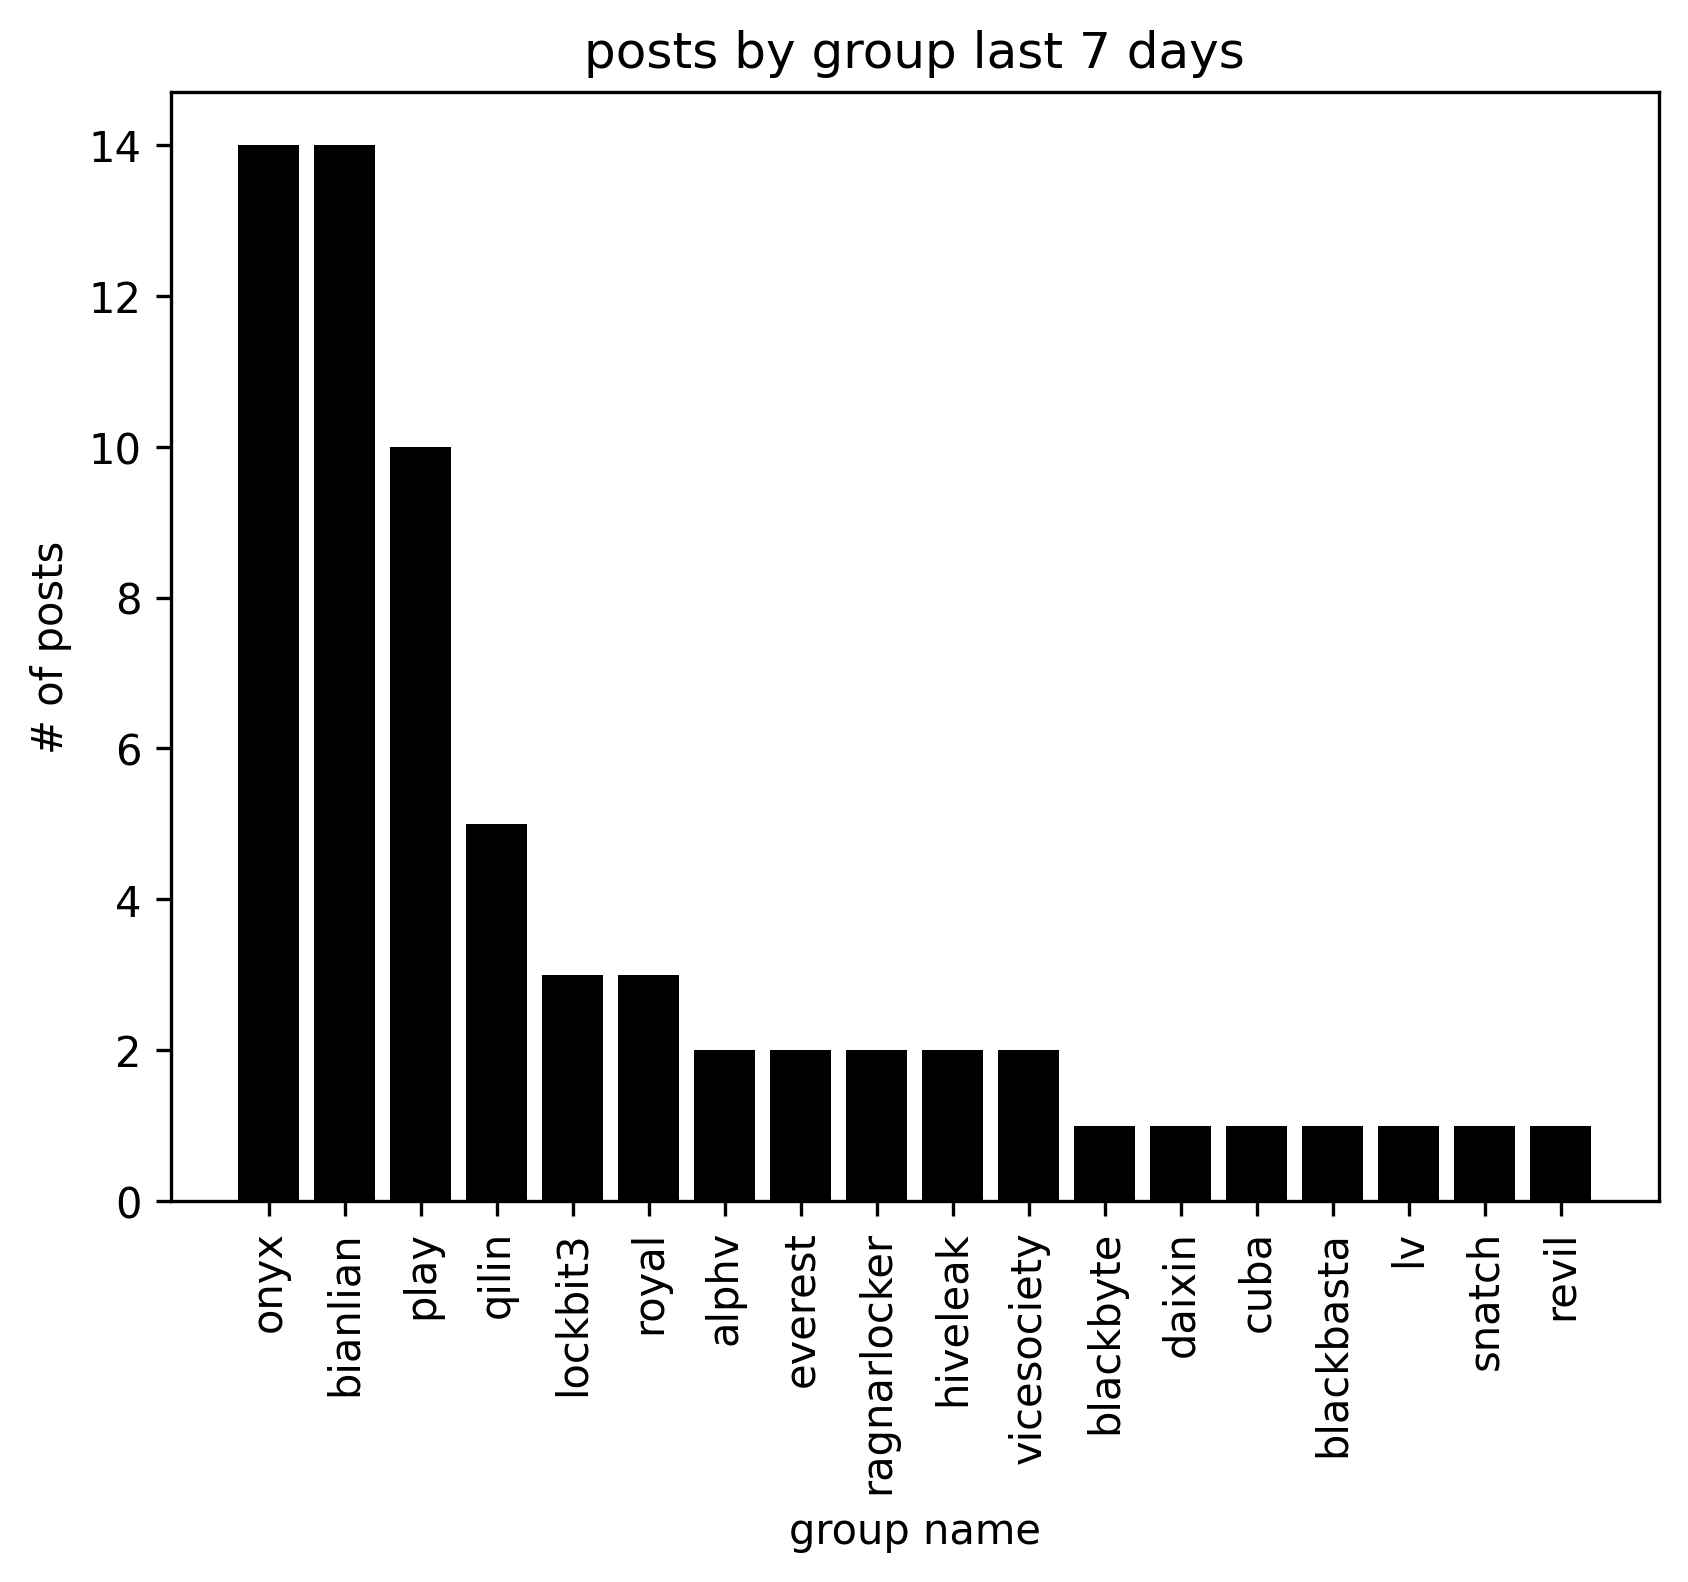 posts by group last 7 days
# of posts
14
12
10
8
6
4
2
0
onyx
bianlian
play
qilin
lockbit3
royal
alphv
everest
ragnarlocker
hiveleak
vicesociety
blackbyte
daixin
cuba
blackbasta
lv
snatch
revil
group name